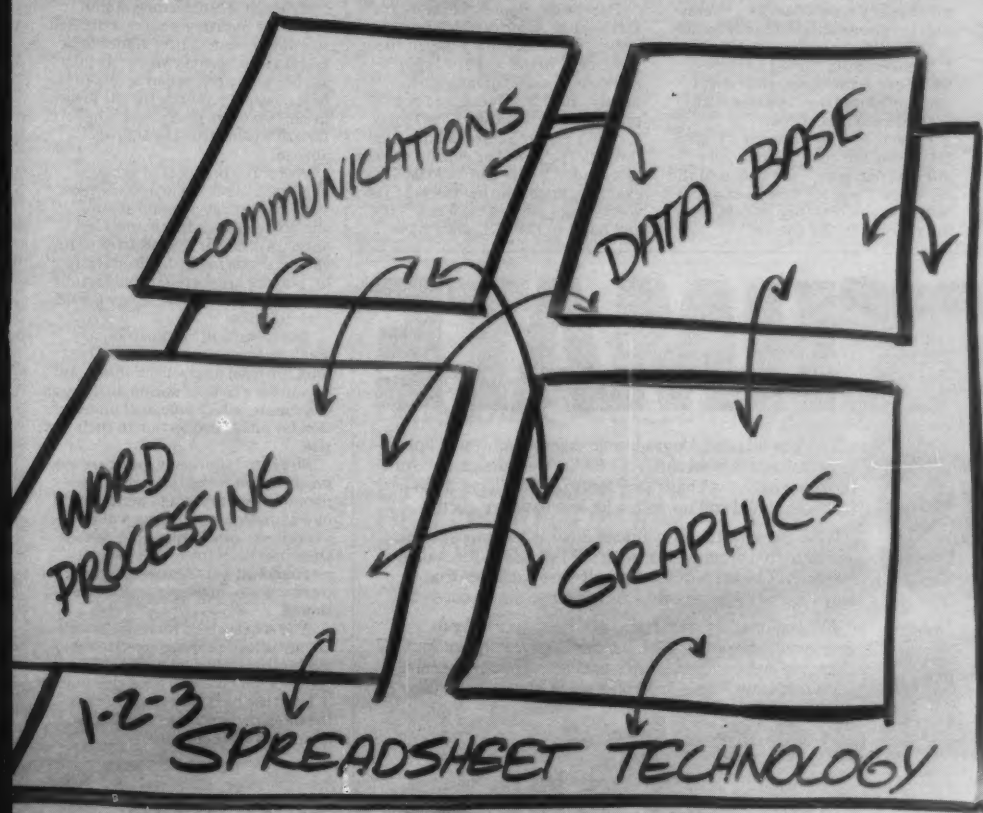 COMMUNICATIONS
DATA BASE
WORD
PROCESSING
GRAPHICS
1-2-3
SPREADSHEET TECHNOLOGY